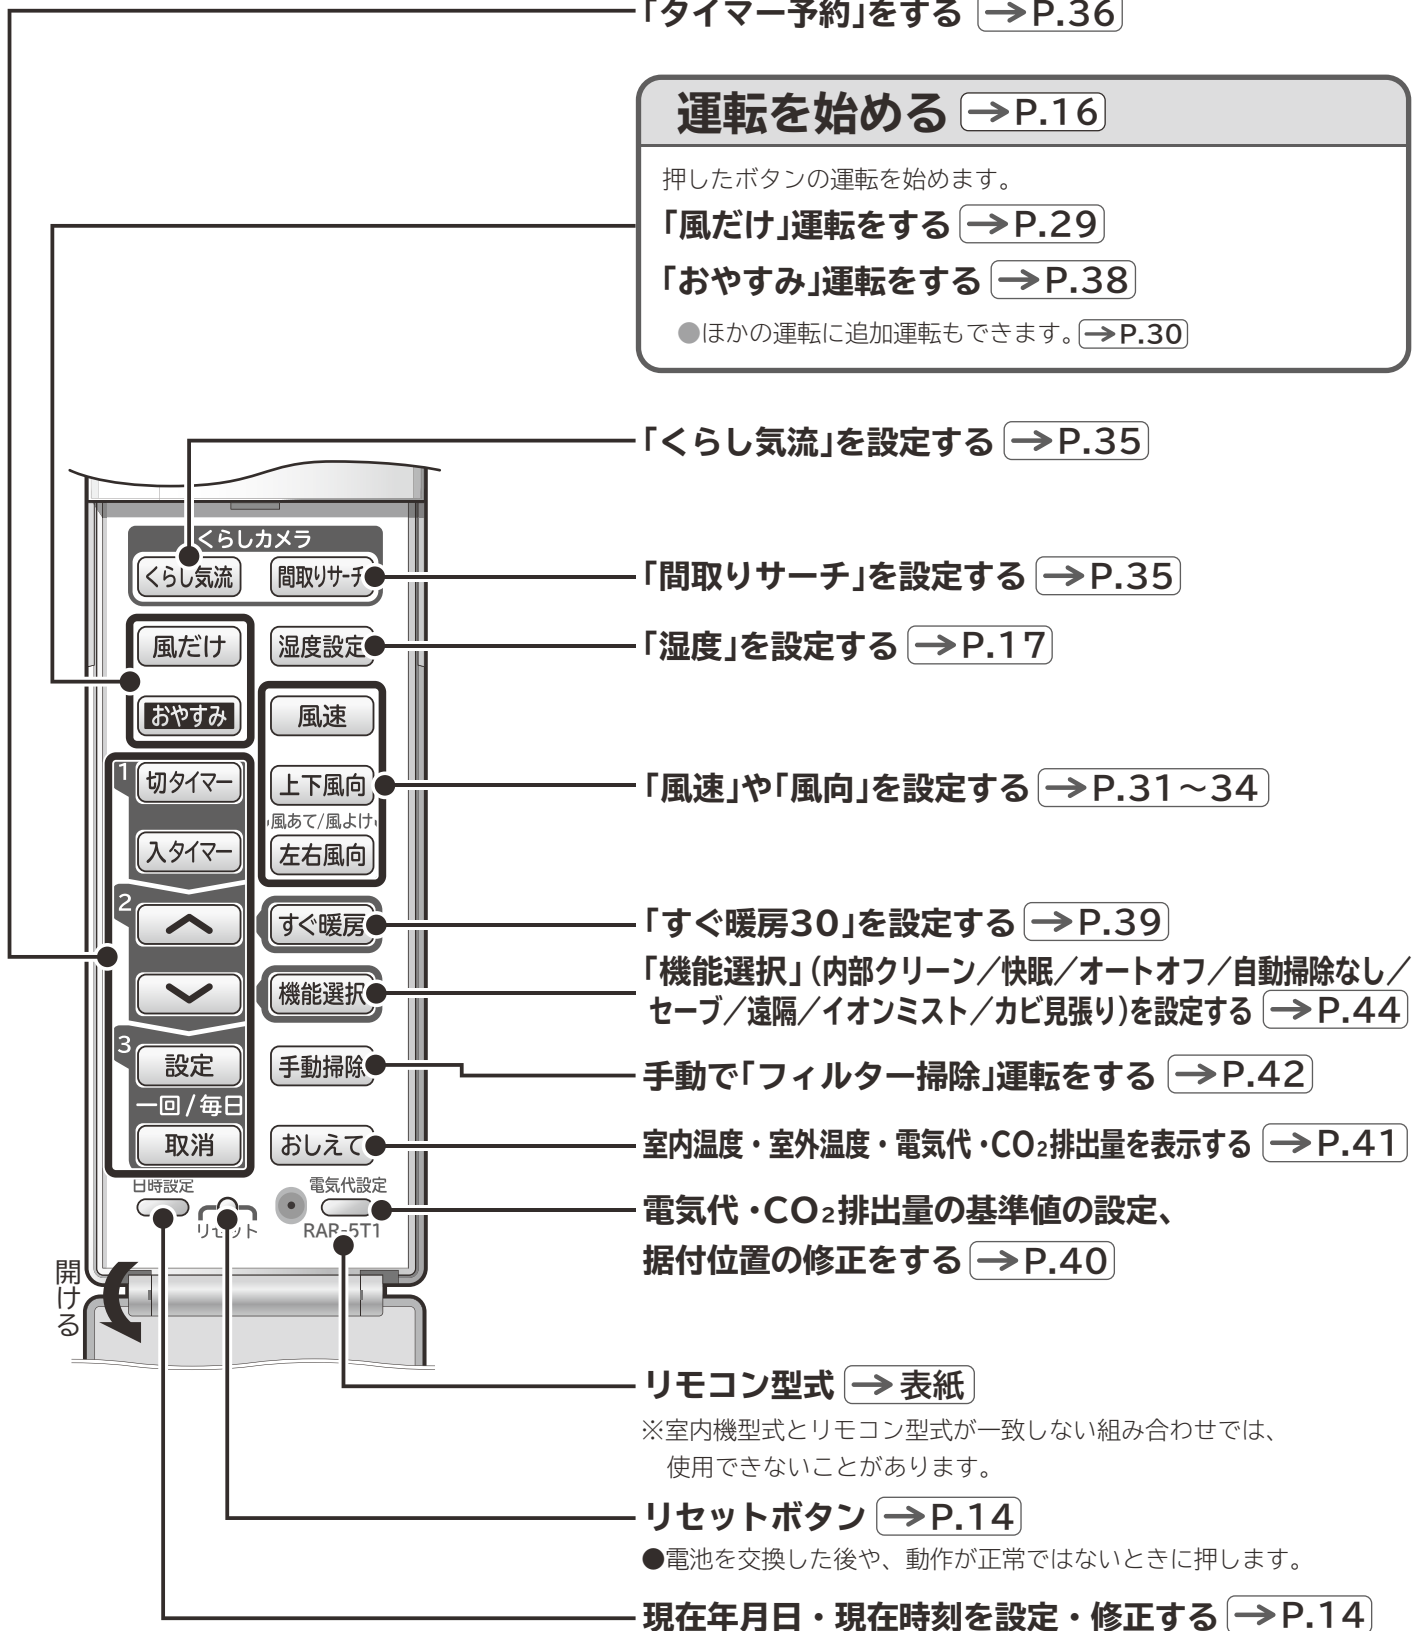 「タイマー予約」をする →P.36
運転を始める →P.16
押したボタンの運転を始めます。
「風だけ」運転をする →P.29
「おやすみ」運転をする →P.38
●ほかの運転に追加運転もできます。→P.30
「くらし気流」を設定する →P.35
くらしカメラ
くらし気流 間取りサーチ
「間取りサーチ」を設定する →P.35
風だけ 湿度設定
「湿度」を設定する →P.17
おやすみ 風速
1 切タイマー 上下風向
「風速」や「風向」を設定する →P.31～34
風あて/風よけ
入タイマー 左右風向
2
すぐ暖房
「すぐ暖房30」を設定する →P.39
機能選択
「機能選択」(内部クリーン／快眠／オートオフ／自動掃除なし／
セーブ／遠隔／イオンミスト／カビ見張り)を設定する →P.44
3
設定 手動掃除
手動で「フィルター掃除」運転をする →P.42
一回/毎日
取消 おしえて
室内温度・室外温度・電気代・CO₂排出量を表示する →P.41
日時設定 電気代設定
リセット RAR-5T1
電気代・CO₂排出量の基準値の設定、
据付位置の修正をする →P.40
開ける
リモコン型式 →表紙
※室内機型式とリモコン型式が一致しない組み合わせでは、
使用できないことがあります。
リセットボタン →P.14
●電池を交換した後や、動作が正常ではないときに押します。
現在年月日・現在時刻を設定・修正する →P.14